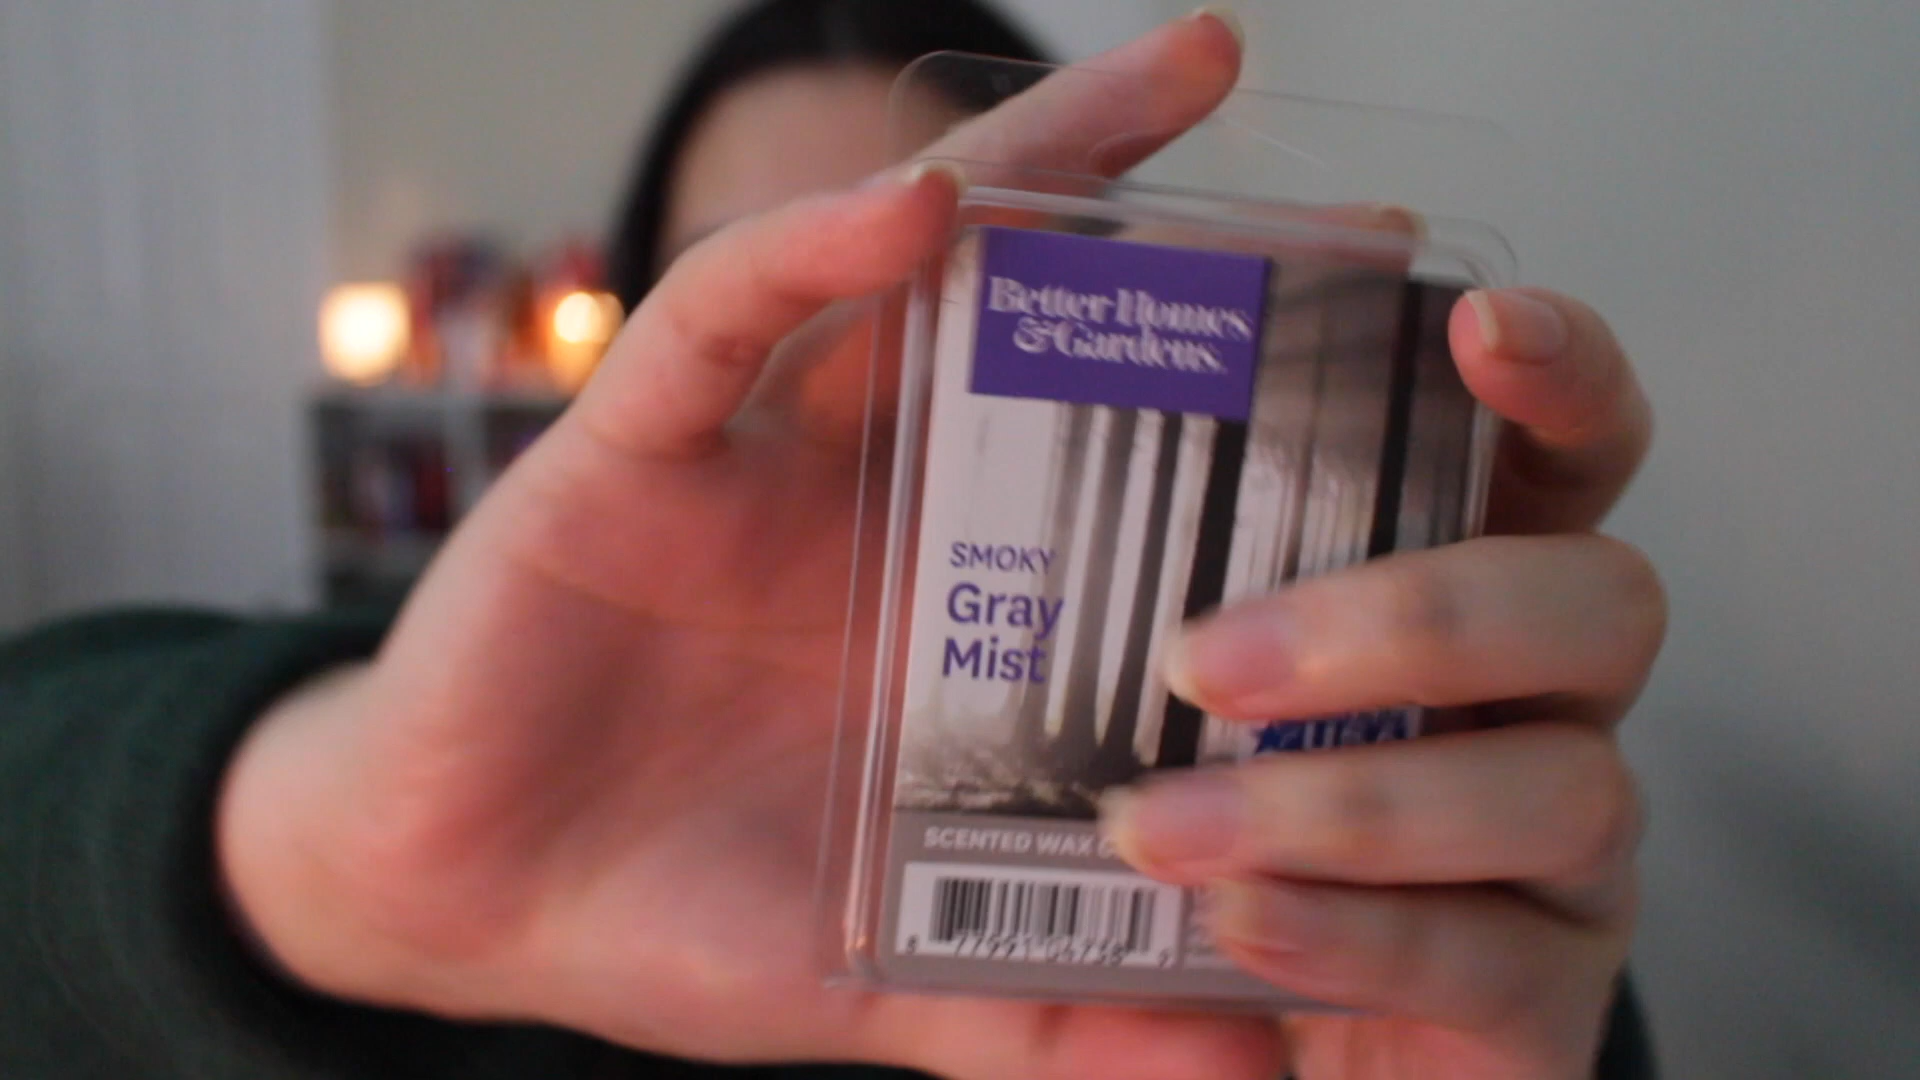 Better Homes
& Gardens.
SMOKY
Gray
Mist
SCENTED WAX